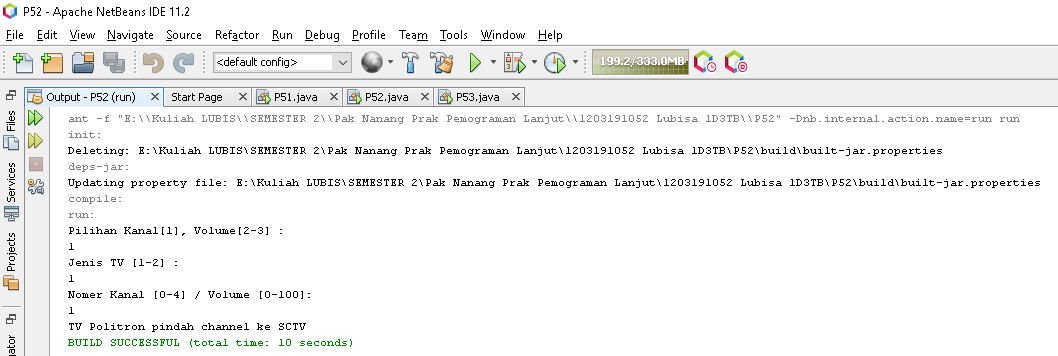 P52 - Apache NetBeans IDE 11.2
File Edit View Navigate Source Refactor Run Debug Profile Team Tools Window Help
<default config> 199.2/333.0MB
Output - P52 (run) Start Page P51.java P52.java P53.java
Files
Services
Projects
gator
ant -f "E:\\Kuliah LUBIS\\SEMESTER 2\\Pak Nanang Prak Pemograman Lanjut\\1203191052 Lubisa 1D3TB\\P52" -Dnb.internal.action.name=run run
init:
Deleting: E:\Kuliah LUBIS\SEMESTER 2\Pak Nanang Prak Pemograman Lanjut\1203191052 Lubisa 1D3TB\P52\build\built-jar.properties
deps-jar:
Updating property file: E:\Kuliah LUBIS\SEMESTER 2\Pak Nanang Prak Pemograman Lanjut\1203191052 Lubisa 1D3TB\P52\build\built-jar.properties
compile:
run:
Pilihan Kanal[1], Volume[2-3] :
1
Jenis TV [1-2] :
1
Nomer Kanal [0-4] / Volume [0-100]:
1
TV Politron pindah channel ke SCTV
BUILD SUCCESSFUL (total time: 10 seconds)